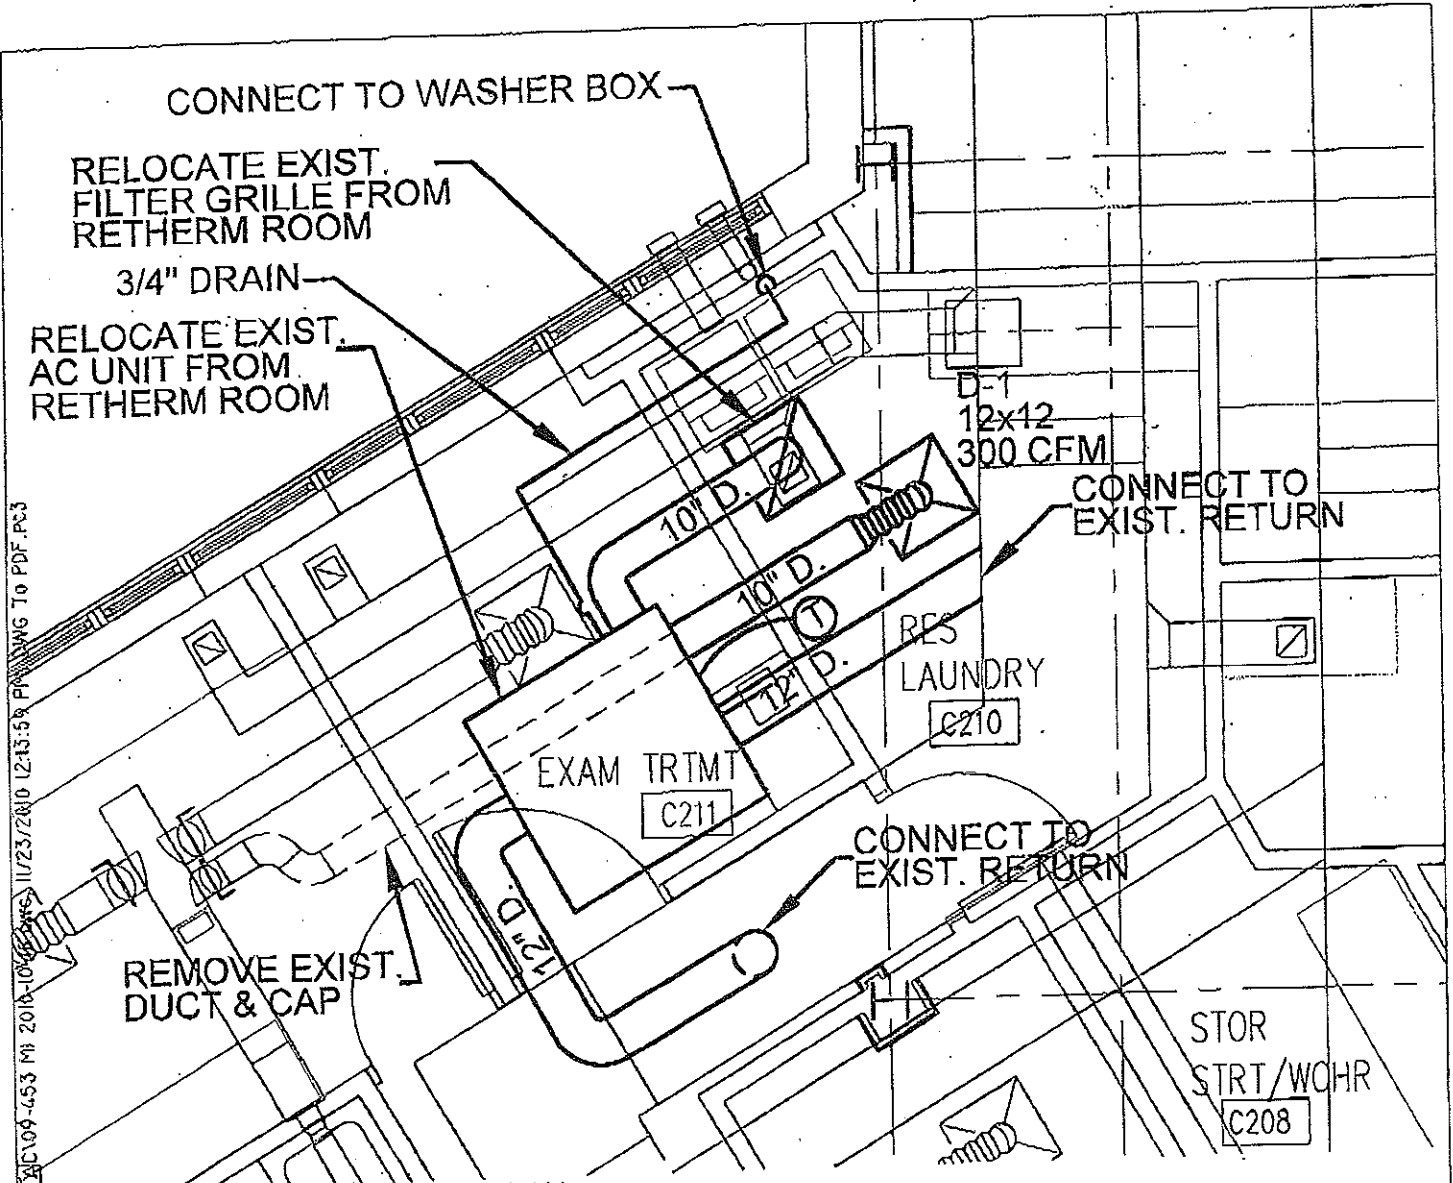 CONNECT TO WASHER BOX
RELOCATE EXIST.
FILTER GRILLE FROM
RETHERM ROOM
3/4" DRAIN
RELOCATE EXIST.
AC UNIT FROM
RETHERM ROOM
D-1
12x12
300 CFM
CONNECT TO
EXIST. RETURN
10" D.
10" D.
T
12" D.
RES
LAUNDRY
C210
EXAM TRTMT
C211
CONNECT TO
EXIST. RETURN
12" D.
REMOVE EXIST.
DUCT & CAP
STOR
STRT/WCHR
C208
11/23/2010 12:13:59 PM, DWG To PDF.PC3